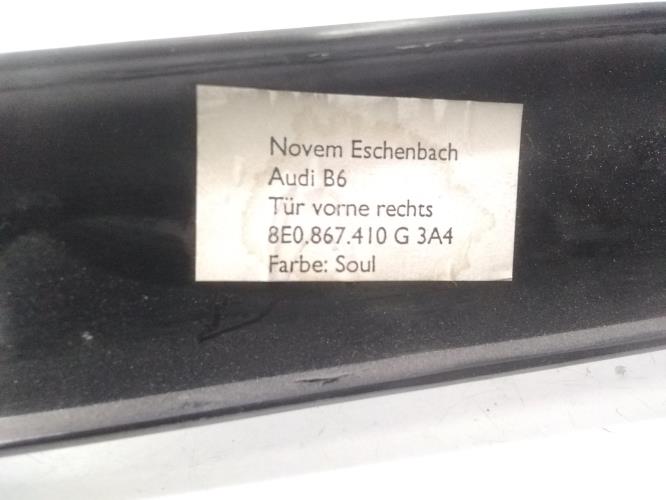 Novem Eschenbach
Audi B6
Tür vorne rechts
8E0.867.410 G 3A4
Farbe: Soul